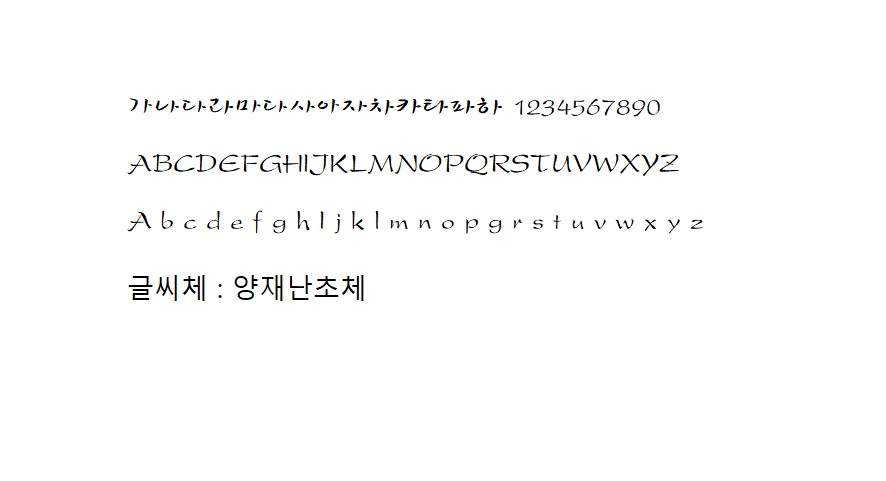 가나다라마타사아자차카타파하 1234567890
ABCDEFGHIJKLMNOPQRSTUVWXYZ
A b c d e f g h l j k l m n o p g r s t u v w x y z
글씨체 : 양재난초체